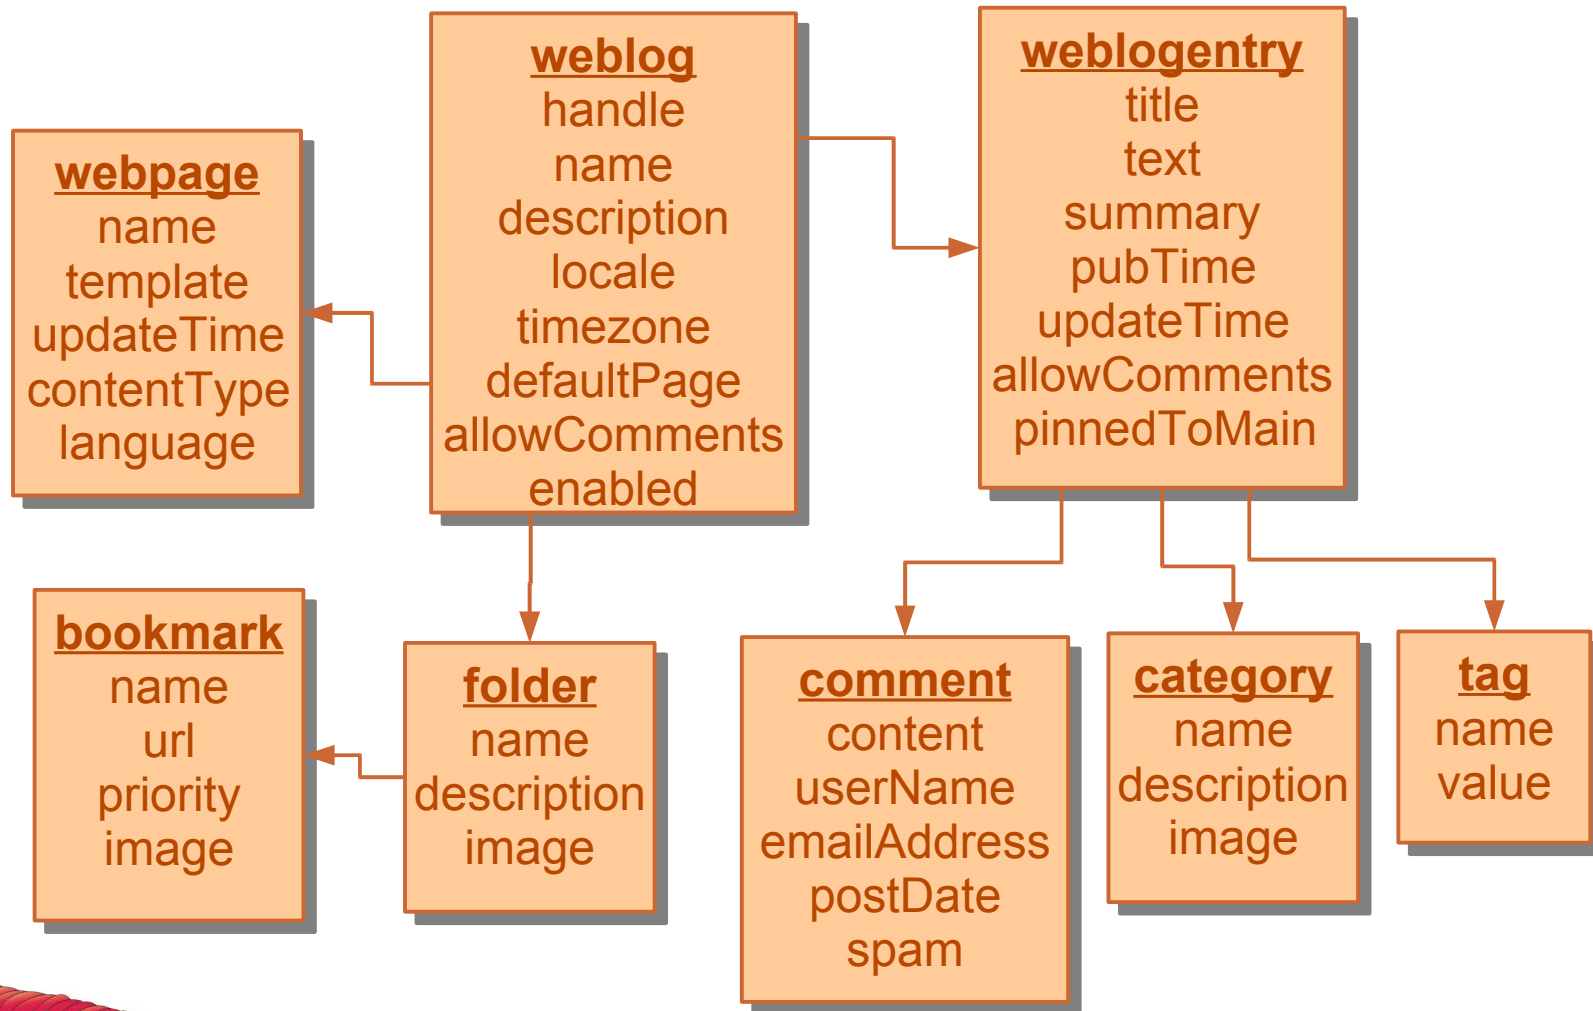 weblog
handle
name
description
locale
timezone
defaultPage
allowComments
enabled
weblogentry
title
text
summary
pubTime
updateTime
allowComments
pinnedToMain
webpage
name
template
updateTime
contentType
language
bookmark
name
url
priority
image
folder
name
description
image
comment
content
userName
emailAddress
postDate
spam
category
name
description
image
tag
name
value